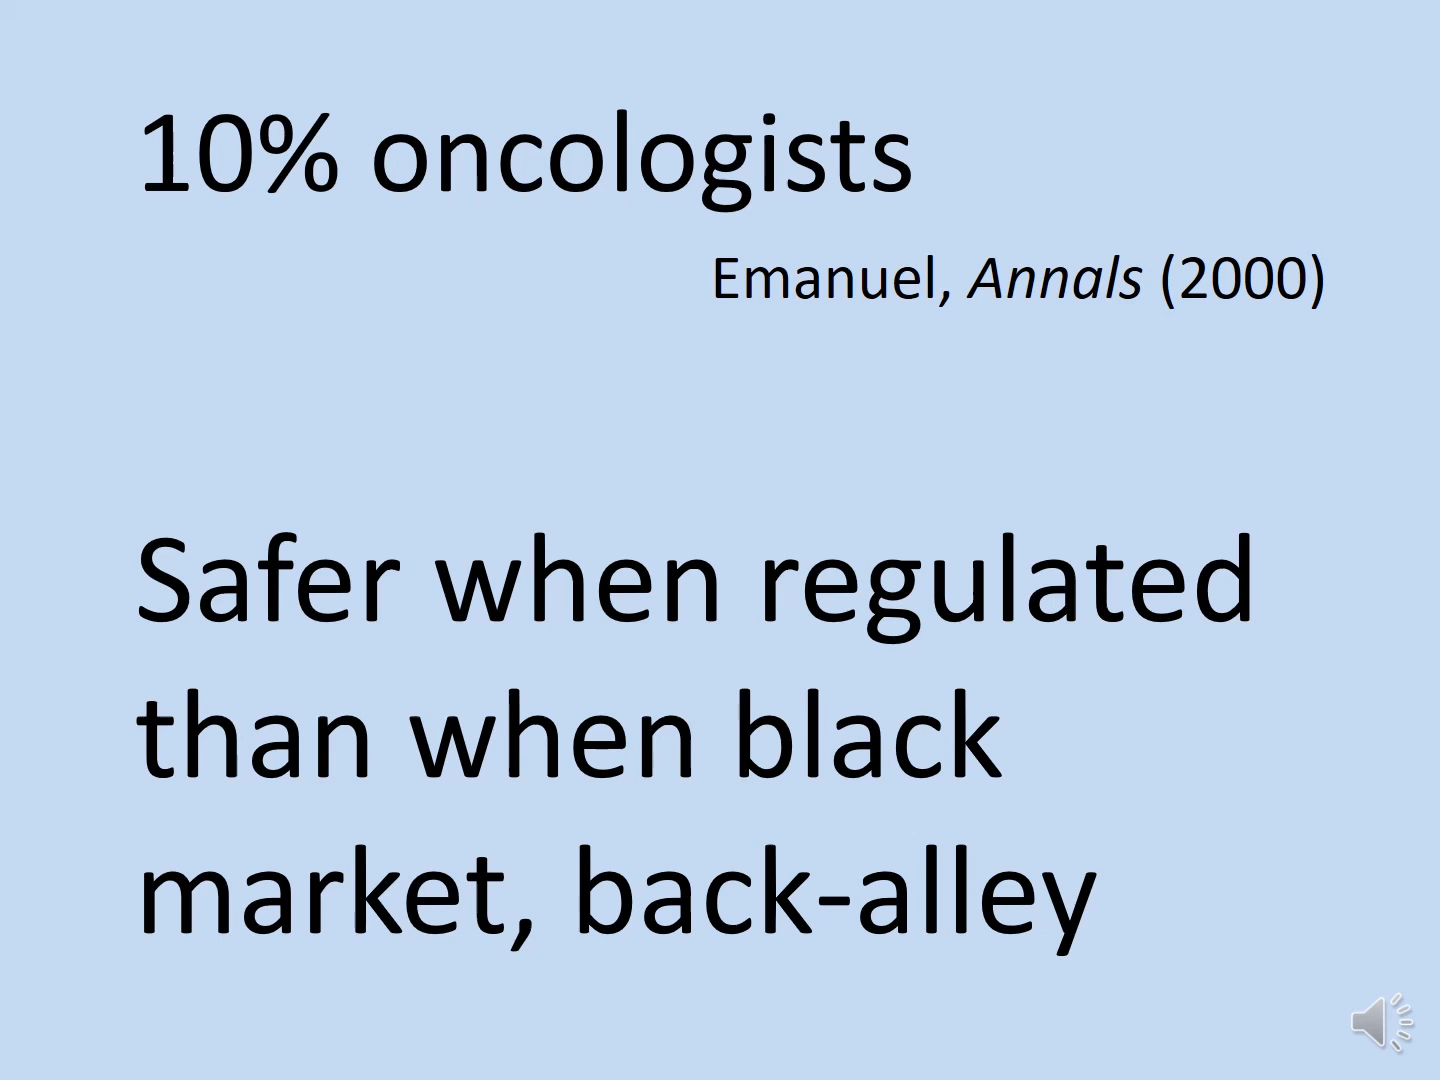 10% oncologists
Emanuel, Annals (2000)
Safer when regulated
than when black
market, back-alley